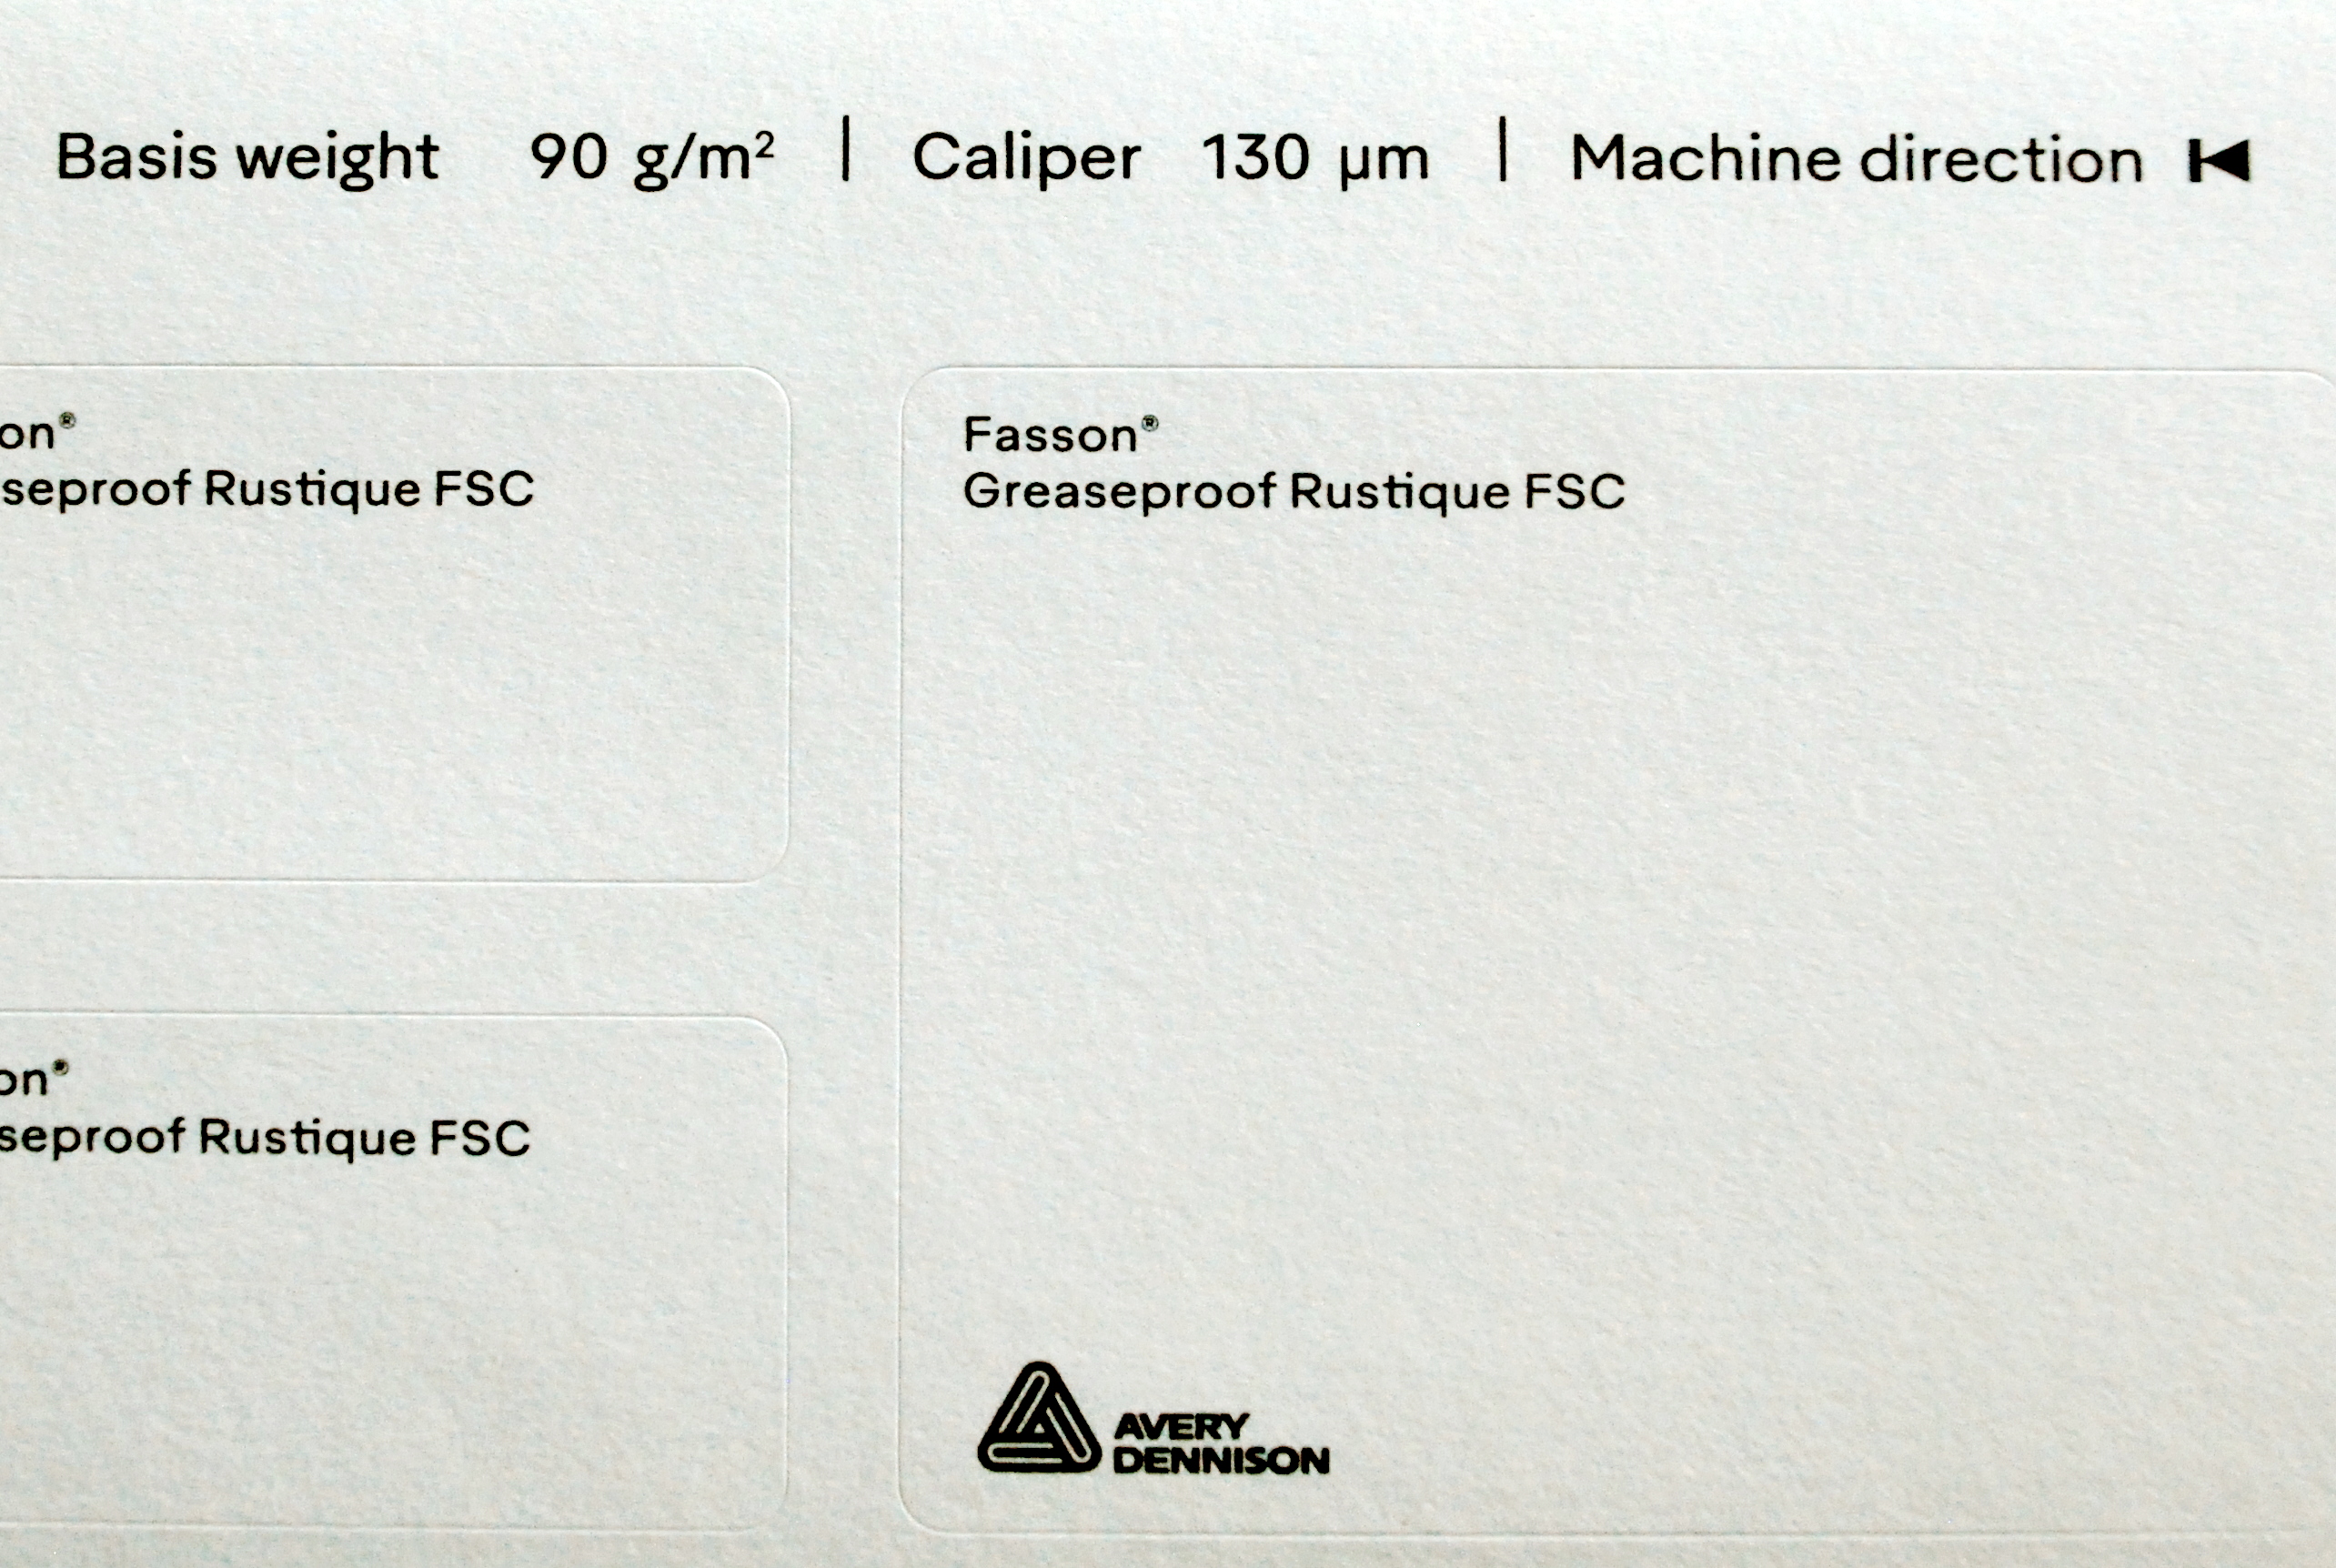 Basis weight 90 g/m² | Caliper 130 µm | Machine direction
on®
seproof Rustique FSC
Fasson®
Greaseproof Rustique FSC
on®
seproof Rustique FSC
AVERY
DENNISON